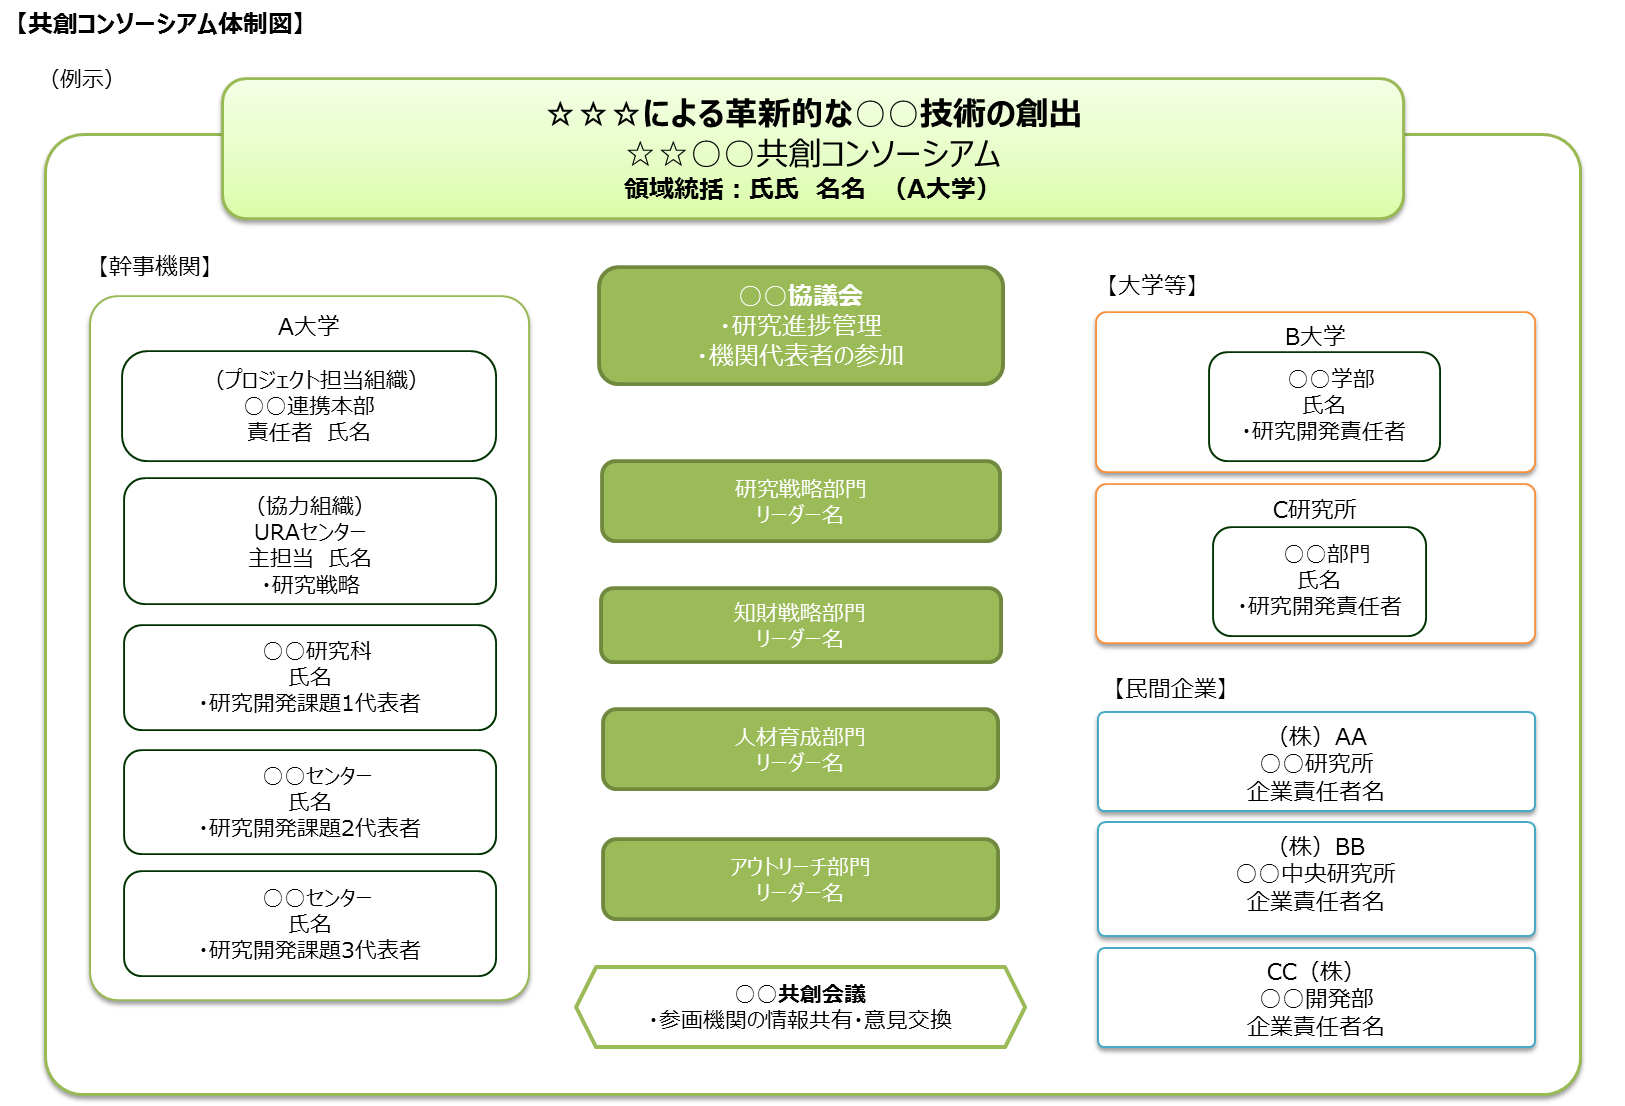 【共創コンソーシアム体制図】
（例示）
☆☆☆による革新的な○○技術の創出
☆☆○○共創コンソーシアム
領域統括：氏氏　名名　（A大学）
【幹事機関】
A大学
（プロジェクト担当組織）
○○連携本部
責任者　氏名
（協力組織）
URAセンター
主担当　氏名
・研究戦略
○○研究科
氏名
・研究開発課題1代表者
○○センター
氏名
・研究開発課題2代表者
○○センター
氏名
・研究開発課題3代表者
○○協議会
・研究進捗管理
・機関代表者の参加
研究戦略部門
リーダー名
知財戦略部門
リーダー名
人材育成部門
リーダー名
アウトリーチ部門
リーダー名
○○共創会議
・参画機関の情報共有・意見交換
【大学等】
B大学
○○学部
氏名
・研究開発責任者
C研究所
○○部門
氏名
・研究開発責任者
【民間企業】
（株）AA
○○研究所
企業責任者名
（株）BB
○○中央研究所
企業責任者名
CC（株）
○○開発部
企業責任者名